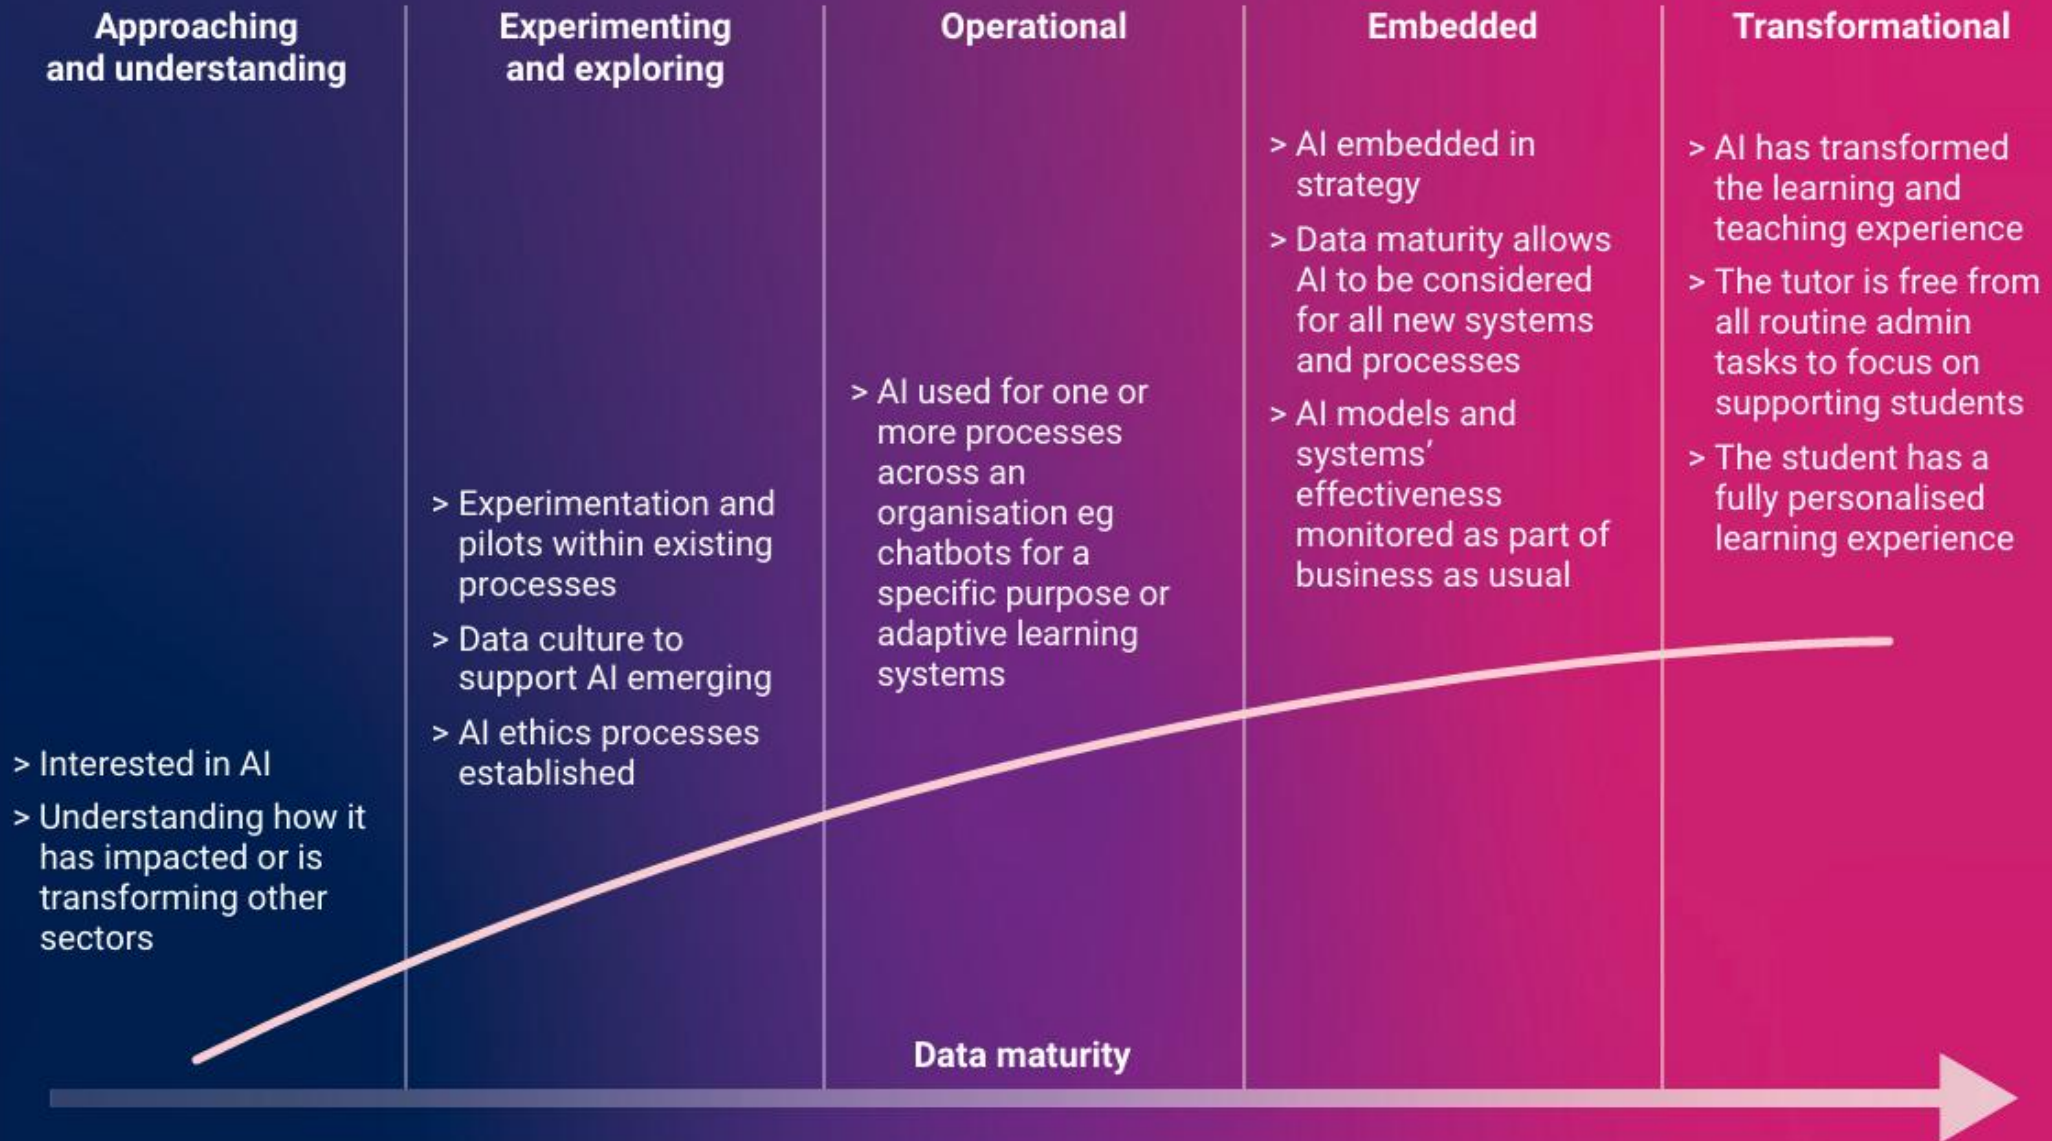 Approaching
and understanding
> Interested in AI
> Understanding how it
has impacted or is
transforming other
sectors
Experimenting
and exploring
> Experimentation and
pilots within existing
processes
> Data culture to
support AI emerging
> AI ethics processes
established
Operational
> AI used for one or
more processes
across an
organisation eg
chatbots for a
specific purpose or
adaptive learning
systems
Embedded
> AI embedded in
strategy
> Data maturity allows
AI to be considered
for all new systems
and processes
> AI models and
systems’
effectiveness
monitored as part of
business as usual
Transformational
> AI has transformed
the learning and
teaching experience
> The tutor is free from
all routine admin
tasks to focus on
supporting students
> The student has a
fully personalised
learning experience
Data maturity